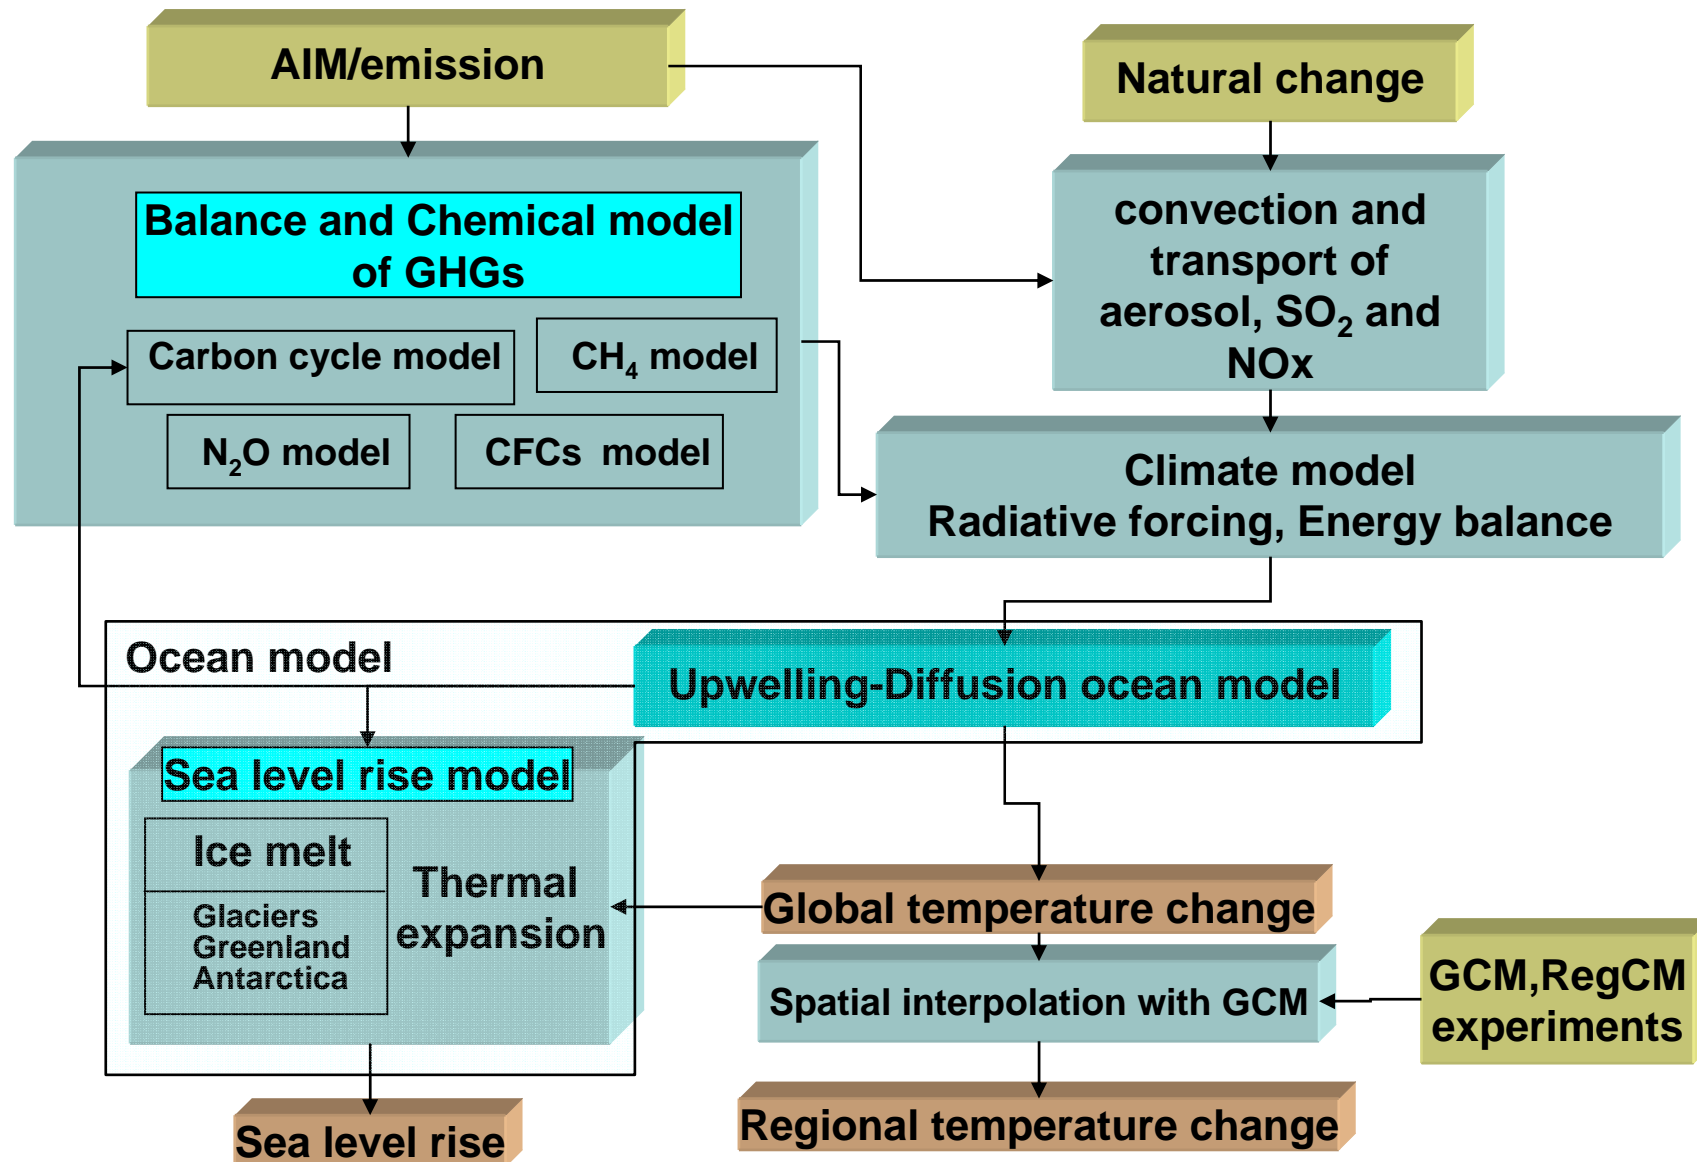 AIM/emission
Natural change
Balance and Chemical model
of GHGs
Carbon cycle model
CH₄ model
N₂O model
CFCs model
convection and
transport of
aerosol, SO₂ and
NOx
Climate model
Radiative forcing, Energy balance
Ocean model
Upwelling-Diffusion ocean model
Sea level rise model
Ice melt
Glaciers
Greenland
Antarctica
Thermal
expansion
Global temperature change
Spatial interpolation with GCM
GCM,RegCM
experiments
Regional temperature change
Sea level rise